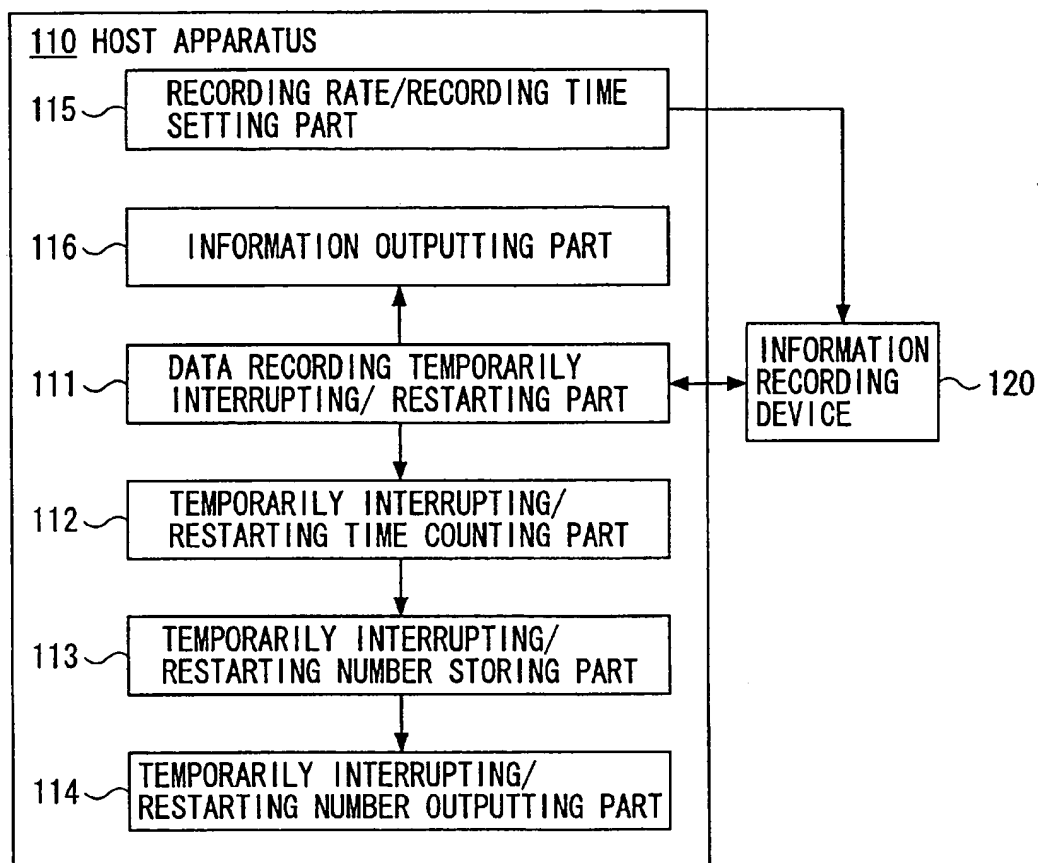 110 HOST APPARATUS
115
RECORDING RATE/RECORDING TIME
SETTING PART
116
INFORMATION OUTPUTTING PART
111
DATA RECORDING TEMPORARILY
INTERRUPTING/ RESTARTING PART
INFORMATION
RECORDING
DEVICE
120
112
TEMPORARILY INTERRUPTING/
RESTARTING TIME COUNTING PART
113
TEMPORARILY INTERRUPTING/
RESTARTING NUMBER STORING PART
114
TEMPORARILY INTERRUPTING/
RESTARTING NUMBER OUTPUTTING PART